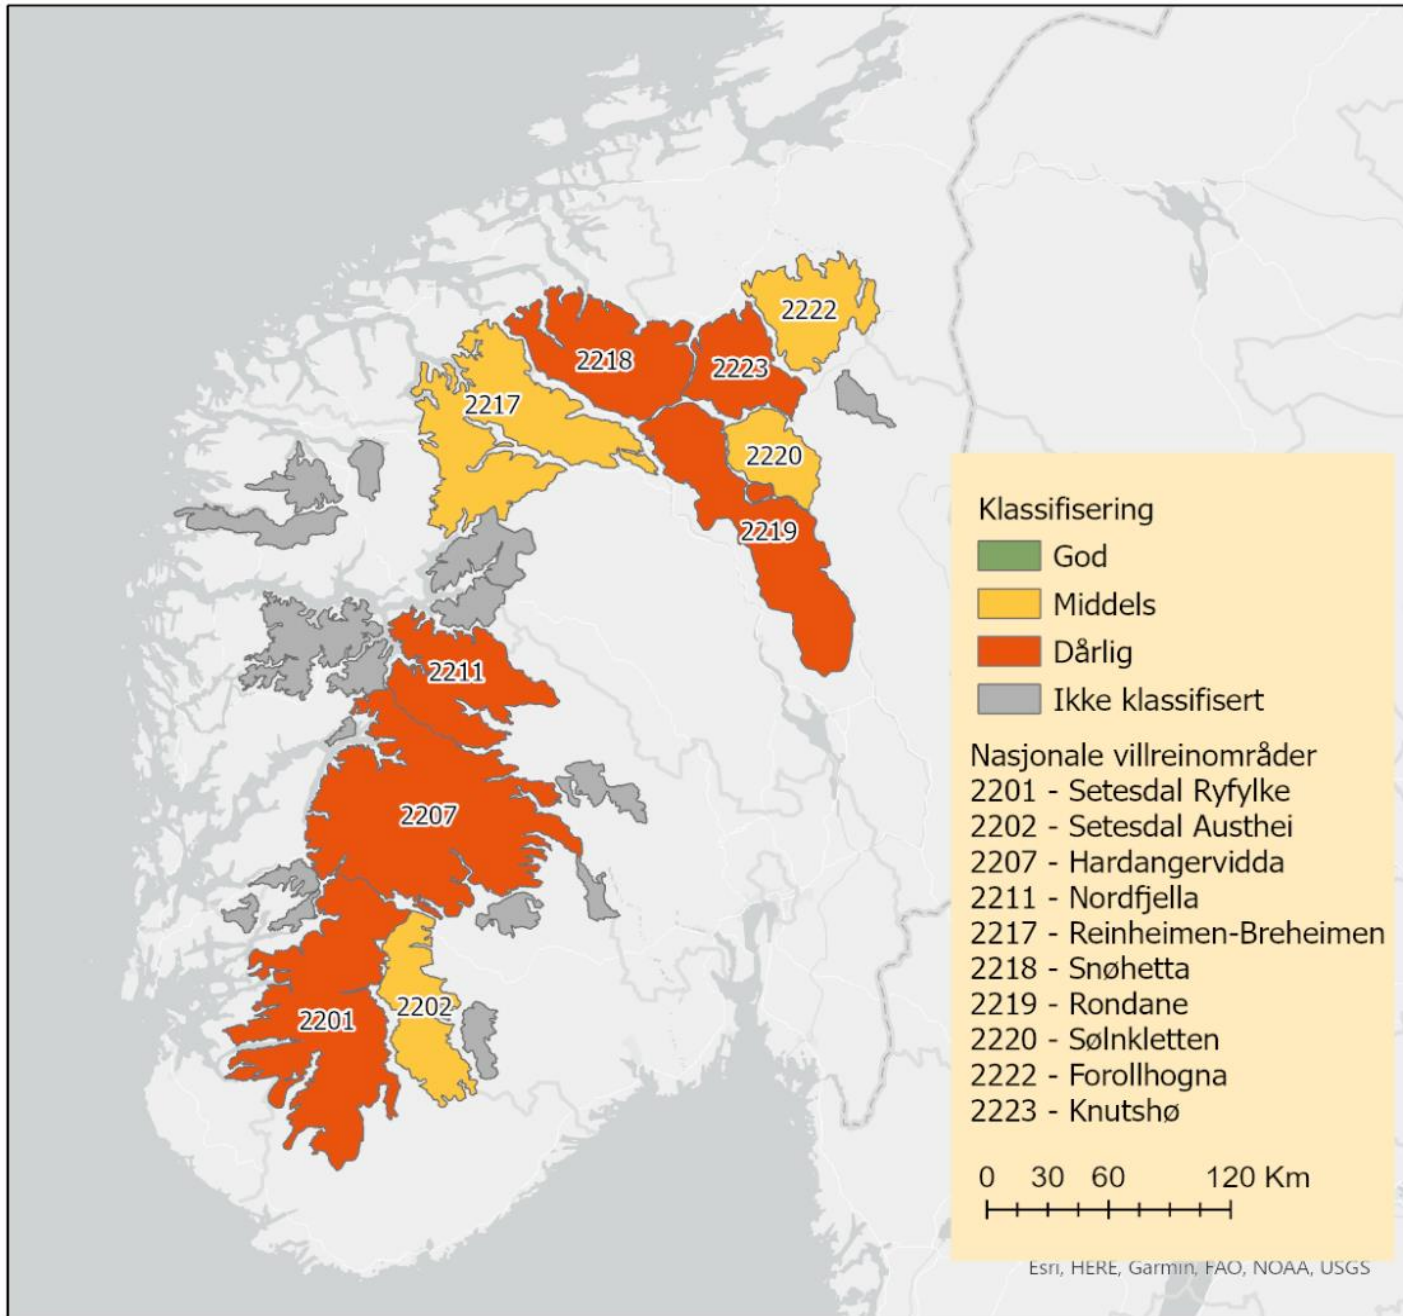 2222
2218
2223
2217
2220
2219
2211
2207
2202
2201
Klassifisering
God
Middels
Dårlig
Ikke klassifisert
Nasjonale villreinområder
2201 - Setesdal Ryfylke
2202 - Setesdal Austhei
2207 - Hardangervidda
2211 - Nordfjella
2217 - Reinheimen-Breheimen
2218 - Snøhetta
2219 - Rondane
2220 - Sølnkletten
2222 - Forollhogna
2223 - Knutshø
0 30 60 120 Km
Esri, HERE, Garmin, FAO, NOAA, USGS